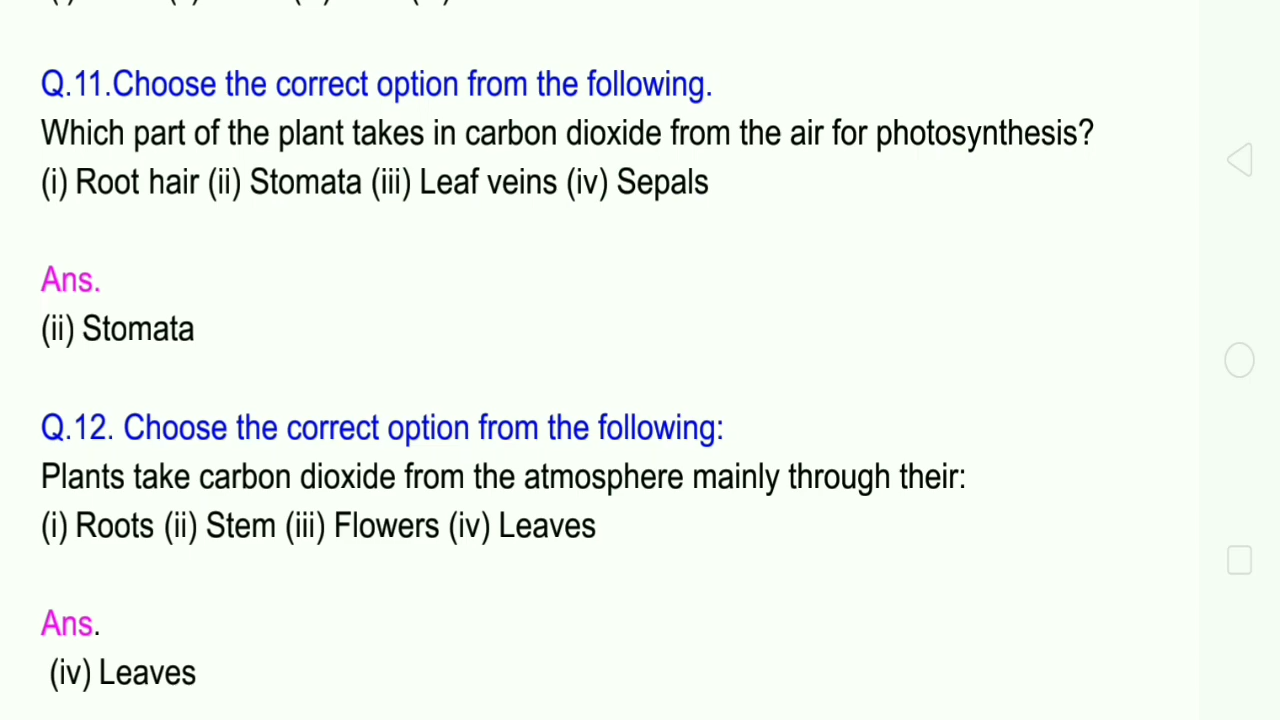 Q.11.Choose the correct option from the following.
Which part of the plant takes in carbon dioxide from the air for photosynthesis?
(i) Root hair (ii) Stomata (iii) Leaf veins (iv) Sepals
Ans.
(ii) Stomata
Q.12. Choose the correct option from the following:
Plants take carbon dioxide from the atmosphere mainly through their:
(i) Roots (ii) Stem (iii) Flowers (iv) Leaves
Ans.
(iv) Leaves